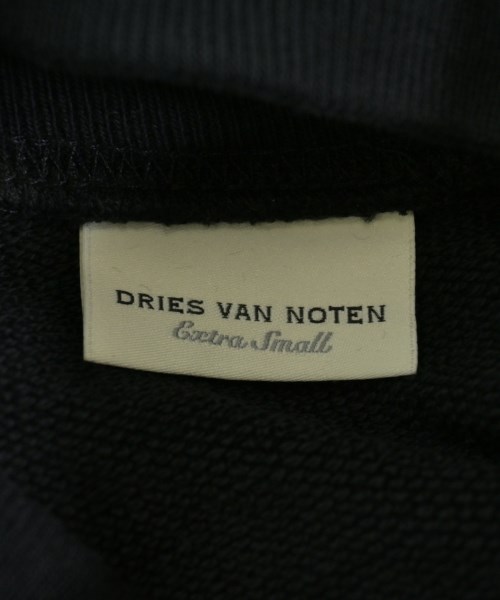 DRIES VAN NOTEN
Extra Small